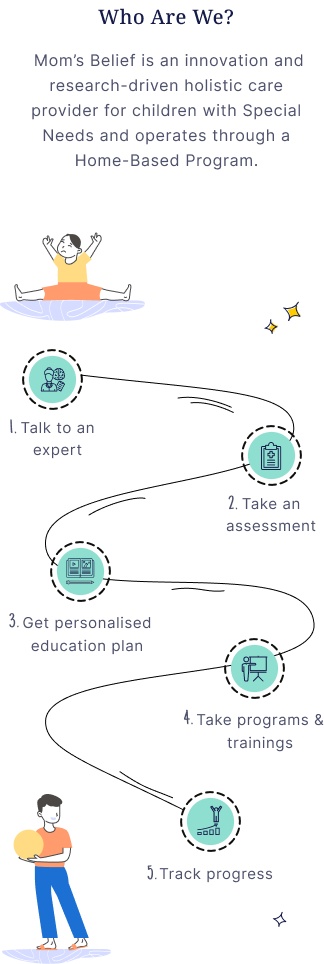 Who Are We?
Mom's Belief is an innovation and
research-driven holistic care
provider for children with Special
Needs and operates through a
Home-Based Program.
1. Talk to an
expert
2. Take an
assessment
3. Get personalised
education plan
4. Take programs &
trainings
5. Track progress